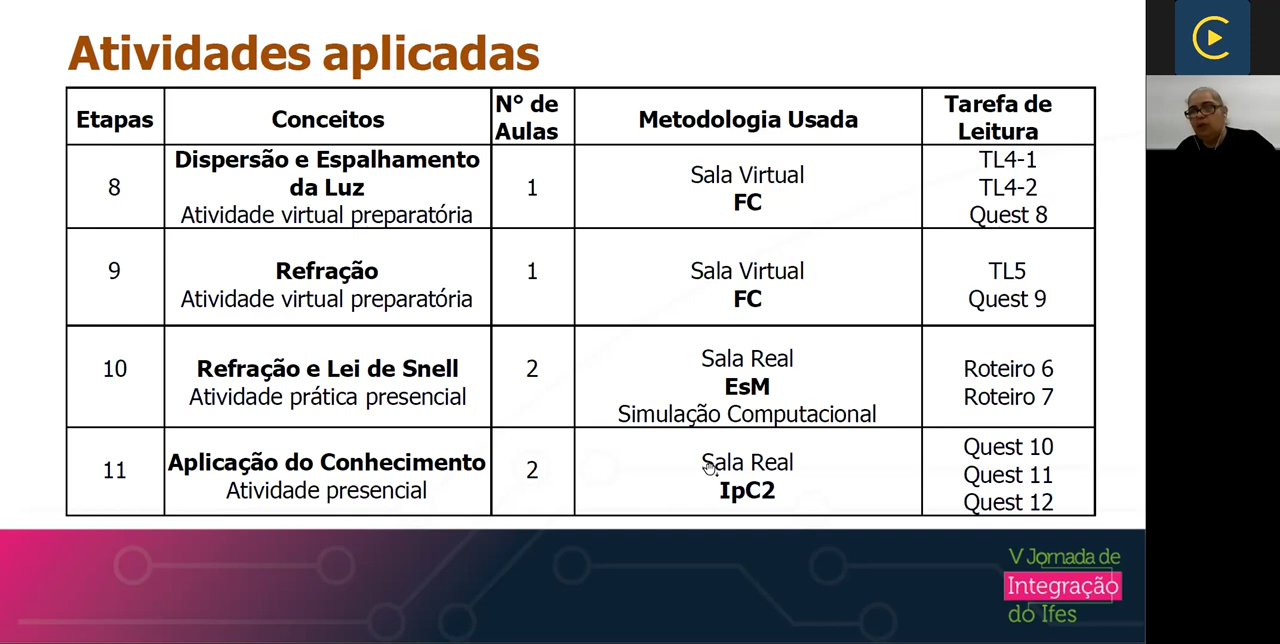 Atividades aplicadas
Etapas
Conceitos
N° de
Aulas
Metodologia Usada
Tarefa de
Leitura
8
Dispersão e Espalhamento
da Luz
Atividade virtual preparatória
1
Sala Virtual
FC
TL4-1
TL4-2
Quest 8
9
Refração
Atividade virtual preparatória
1
Sala Virtual
FC
TL5
Quest 9
10
Refração e Lei de Snell
Atividade prática presencial
2
Sala Real
EsM
Simulação Computacional
Roteiro 6
Roteiro 7
11
Aplicação do Conhecimento
Atividade presencial
2
Sala Real
IpC2
Quest 10
Quest 11
Quest 12
V Jornada de
Integração
do Ifes